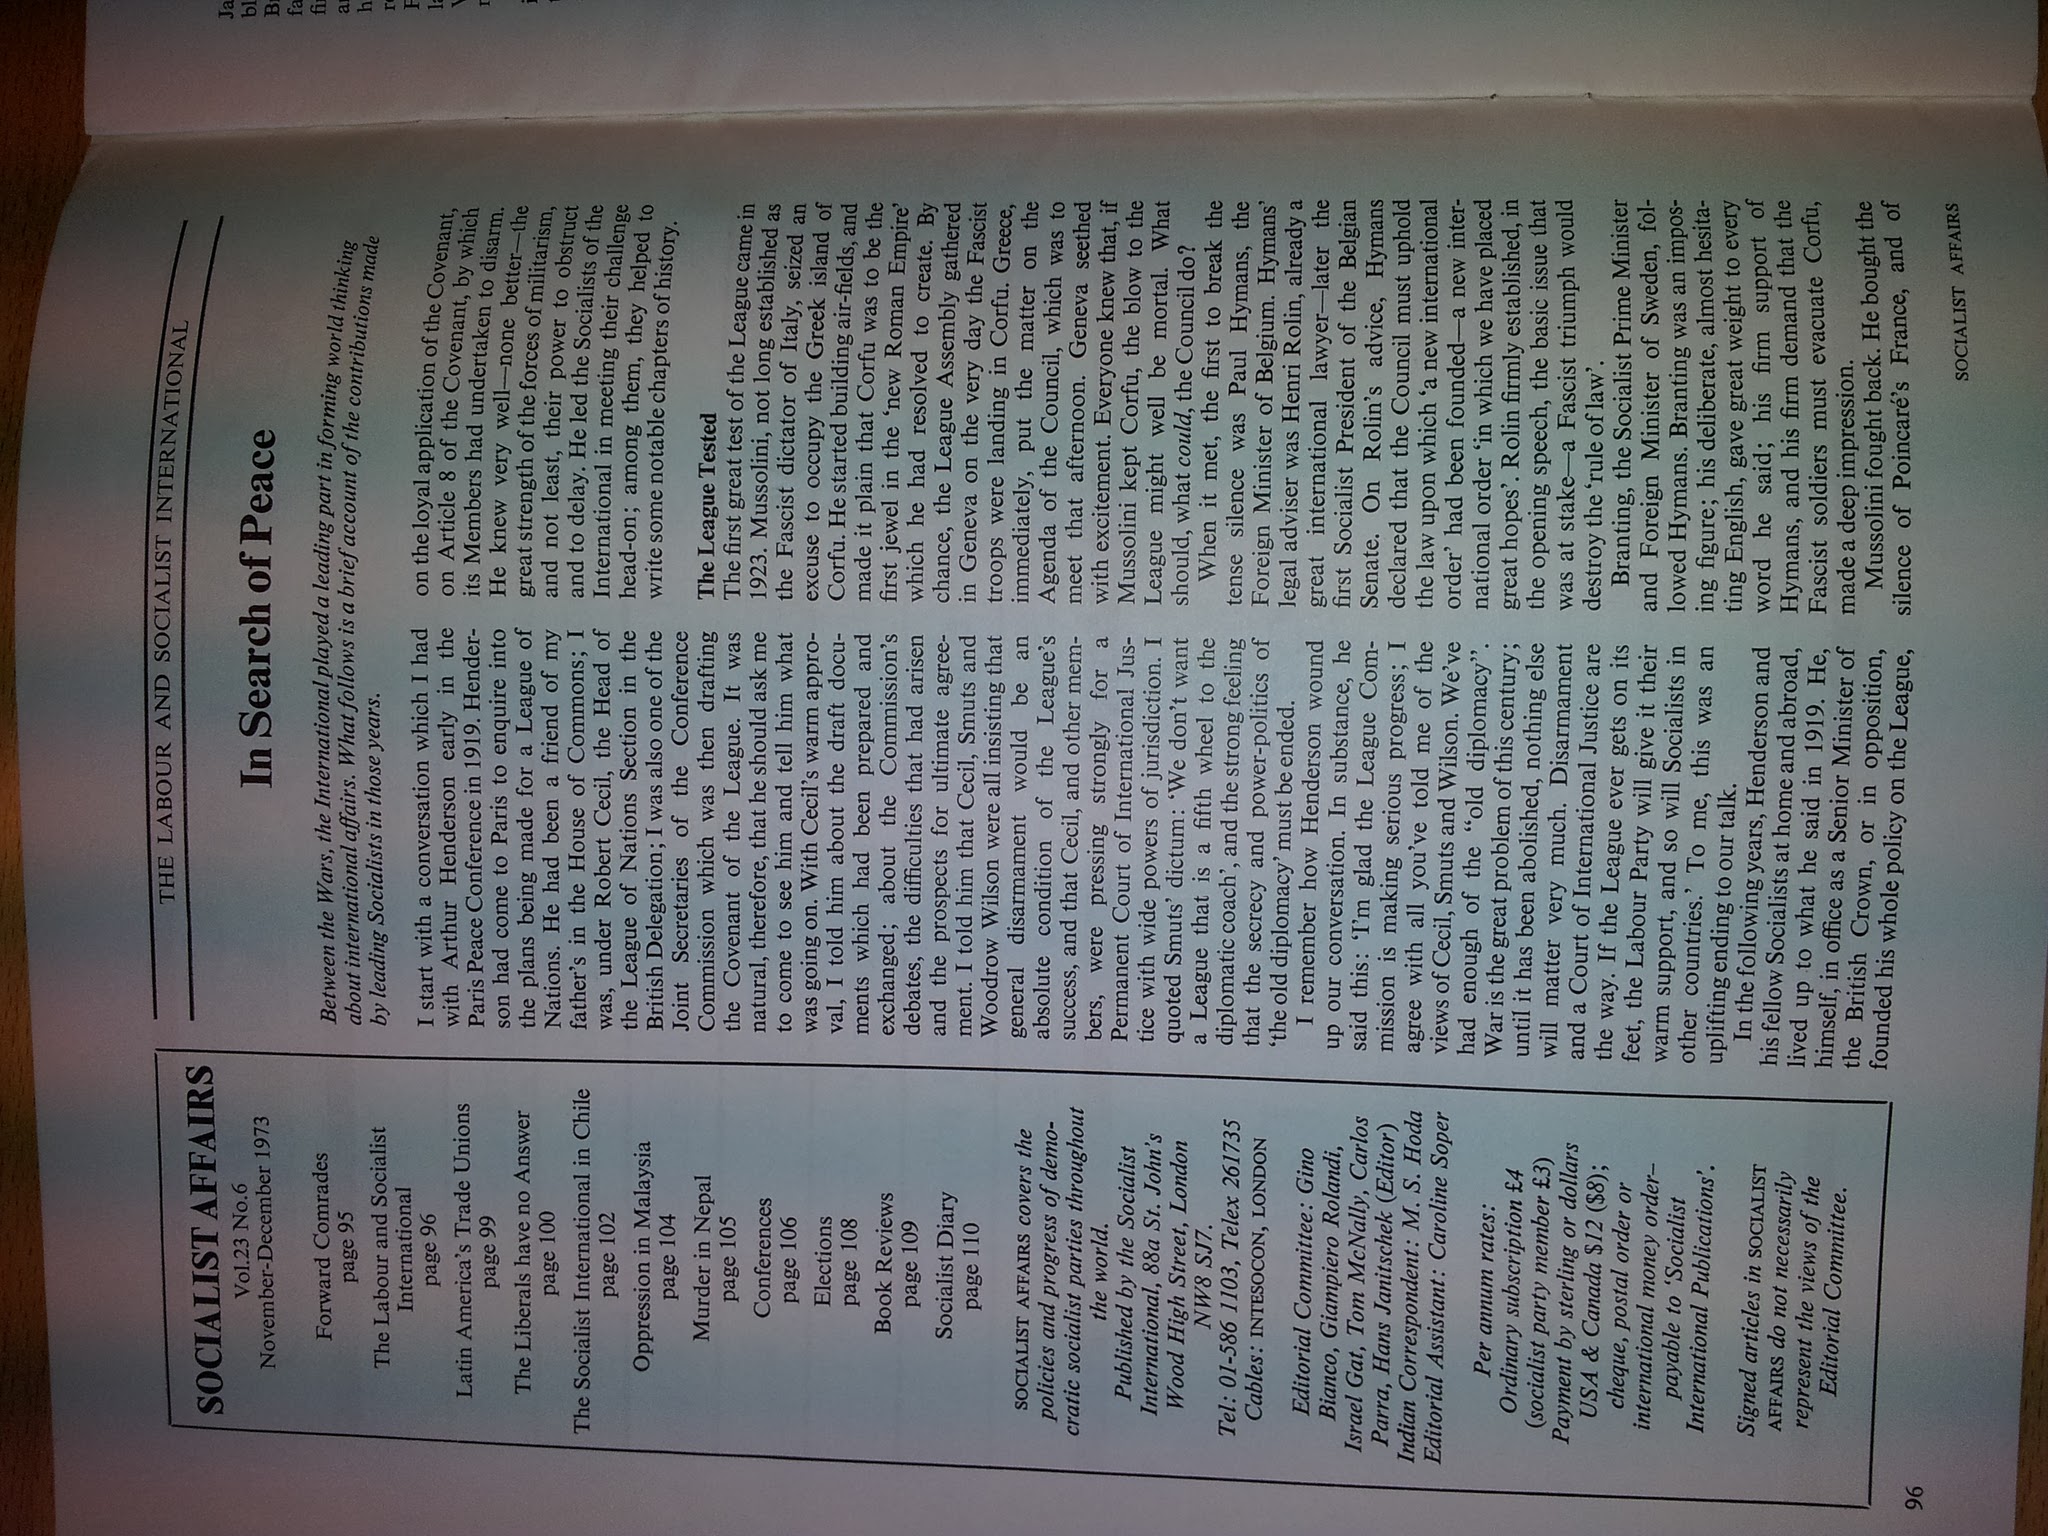 SOCIALIST AFFAIRS
Vol.23 No.6
November-December 1973
Forward Comrades
page 95
The Labour and Socialist
International
page 96
Latin America's Trade Unions
page 99
The Liberals have no Answer
page 100
The Socialist International in Chile
page 102
Oppression in Malaysia
page 104
Murder in Nepal
page 105
Conferences
page 106
Elections
page 108
Book Reviews
page 109
Socialist Diary
page 110
SOCIALIST AFFAIRS covers the
policies and progress of demo-
cratic socialist parties throughout
the world.
Published by the Socialist
International, 88a St. John's
Wood High Street, London
NW8 SJ7.
Tel: 01-586 1103, Telex 261735
Cables: INTESOCON, LONDON
Editorial Committee: Gino
Bianco, Giampiero Rolandi,
Israel Gat, Tom McNally, Carlos
Parra, Hans Janitschek (Editor)
Indian Correspondent: M. S. Hoda
Editorial Assistant: Caroline Soper
Per annum rates:
Ordinary subscription £4
(socialist party member £3)
Payment by sterling or dollars
USA & Canada $12 ($8);
cheque, postal order or
international money order–
payable to 'Socialist
International Publications'.
Signed articles in SOCIALIST
AFFAIRS do not necessarily
represent the views of the
Editorial Committee.
THE LABOUR AND SOCIALIST INTERNATIONAL
In Search of Peace
Between the Wars, the International played a leading part in forming world thinking
about international affairs. What follows is a brief account of the contributions made
by leading Socialists in those years.
I start with a conversation which I had
with Arthur Henderson early in the
Paris Peace Conference in 1919. Hender-
son had come to Paris to enquire into
the plans being made for a League of
Nations. He had been a friend of my
father's in the House of Commons; I
was, under Robert Cecil, the Head of
the League of Nations Section in the
British Delegation; I was also one of the
Joint Secretaries of the Conference
Commission which was then drafting
the Covenant of the League. It was
natural, therefore, that he should ask me
to come to see him and tell him what
was going on. With Cecil's warm appro-
val, I told him about the draft docu-
ments which had been prepared and
exchanged; about the Commission's
debates, the difficulties that had arisen
and the prospects for ultimate agree-
ment. I told him that Cecil, Smuts and
Woodrow Wilson were all insisting that
general disarmament would be an
absolute condition of the League's
success, and that Cecil, and other mem-
bers, were pressing strongly for a
Permanent Court of International Jus-
tice with wide powers of jurisdiction. I
quoted Smuts' dictum: 'We don't want
a League that is a fifth wheel to the
diplomatic coach', and the strong feeling
that the secrecy and power-politics of
'the old diplomacy' must be ended.
I remember how Henderson wound
up our conversation. In substance, he
said this: 'I'm glad the League Com-
mission is making serious progress; I
agree with all you've told me of the
views of Cecil, Smuts and Wilson. We've
had enough of the "old diplomacy".
War is the great problem of this century;
until it has been abolished, nothing else
will matter very much. Disarmament
and a Court of International Justice are
the way. If the League ever gets on its
feet, the Labour Party will give it their
warm support, and so will Socialists in
other countries.' To me, this was an
uplifting ending to our talk.
In the following years, Henderson and
his fellow Socialists at home and abroad,
lived up to what he said in 1919. He,
himself, in office as a Senior Minister of
the British Crown, or in opposition,
founded his whole policy on the League,
on the loyal application of the Covenant,
on Article 8 of the Covenant, by which
its Members had undertaken to disarm.
He knew very well—none better—the
great strength of the forces of militarism,
and not least, their power to obstruct
and to delay. He led the Socialists of the
International in meeting their challenge
head-on; among them, they helped to
write some notable chapters of history.
The League Tested
The first great test of the League came in
1923. Mussolini, not long established as
the Fascist dictator of Italy, seized an
excuse to occupy the Greek island of
Corfu. He started building air-fields, and
made it plain that Corfu was to be the
first jewel in the 'new Roman Empire'
which he had resolved to create. By
chance, the League Assembly gathered
in Geneva on the very day the Fascist
troops were landing in Corfu. Greece,
immediately, put the matter on the
Agenda of the Council, which was to
meet that afternoon. Geneva seethed
with excitement. Everyone knew that, if
Mussolini kept Corfu, the blow to the
League might well be mortal. What
should, what could, the Council do?
When it met, the first to break the
tense silence was Paul Hymans, the
Foreign Minister of Belgium. Hymans'
legal adviser was Henri Rolin, already a
great international lawyer—later the
first Socialist President of the Belgian
Senate. On Rolin's advice, Hymans
declared that the Council must uphold
the law upon which 'a new international
order' had been founded—a new inter-
national order 'in which we have placed
great hopes'. Rolin firmly established, in
the opening speech, the basic issue that
was at stake—a Fascist triumph would
destroy the 'rule of law'.
Branting, the Socialist Prime Minister
and Foreign Minister of Sweden, fol-
lowed Hymans. Branting was an impos-
ing figure; his deliberate, almost hesita-
ting English, gave great weight to every
word he said; his firm support of
Hymans, and his firm demand that the
Fascist soldiers must evacuate Corfu,
made a deep impression.
Mussolini fought back. He bought the
silence of Poincaré's France, and of
96
SOCIALIST AFFAIRS